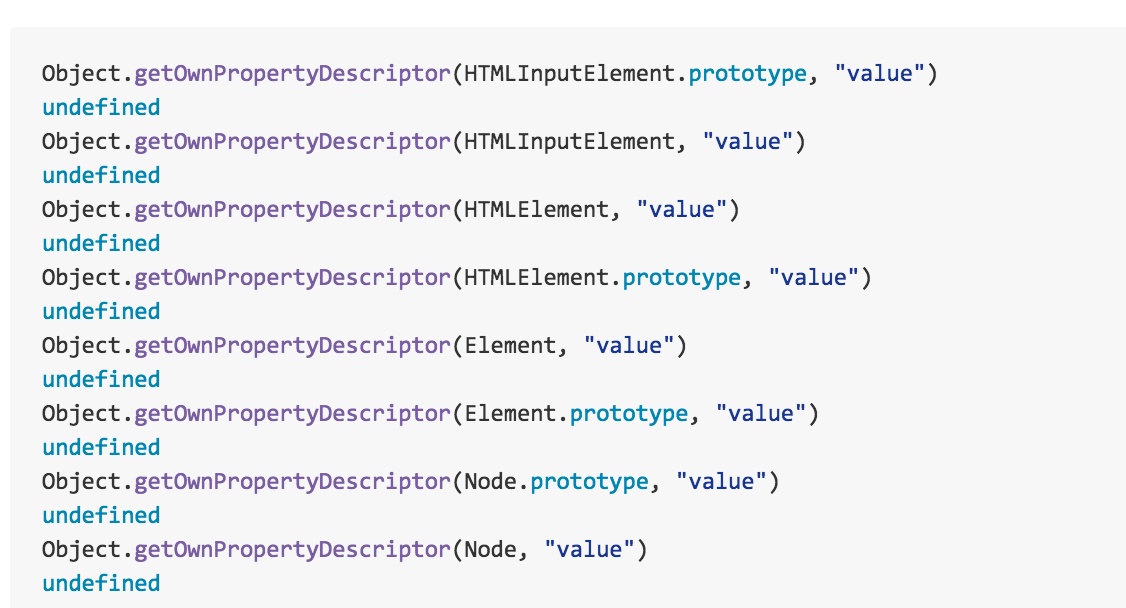 Object.getOwnPropertyDescriptor(HTMLInputElement.prototype, "value")
undefined
Object.getOwnPropertyDescriptor(HTMLInputElement, "value")
undefined
Object.getOwnPropertyDescriptor(HTMLElement, "value")
undefined
Object.getOwnPropertyDescriptor(HTMLElement.prototype, "value")
undefined
Object.getOwnPropertyDescriptor(Element, "value")
undefined
Object.getOwnPropertyDescriptor(Element.prototype, "value")
undefined
Object.getOwnPropertyDescriptor(Node.prototype, "value")
undefined
Object.getOwnPropertyDescriptor(Node, "value")
undefined